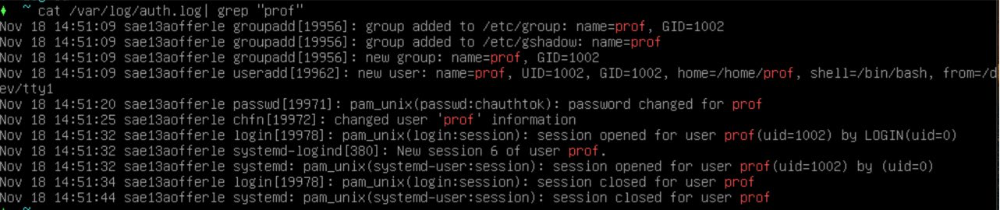 ♦ ~ cat /var/log/auth.log| grep "prof"
Nov 18 14:51:09 sae13aofferle groupadd[19956]: group added to /etc/group: name=prof, GID=1002
Nov 18 14:51:09 sae13aofferle groupadd[19956]: group added to /etc/gshadow: name=prof
Nov 18 14:51:09 sae13aofferle groupadd[19956]: new group: name=prof, GID=1002
Nov 18 14:51:09 sae13aofferle useradd[19962]: new user: name=prof, UID=1002, GID=1002, home=/home/prof, shell=/bin/bash, from=/d
ev/tty1
Nov 18 14:51:20 sae13aofferle passwd[19971]: pam_unix(passwd:chauthtok): password changed for prof
Nov 18 14:51:25 sae13aofferle chfn[19972]: changed user 'prof' information
Nov 18 14:51:32 sae13aofferle login[19978]: pam_unix(login:session): session opened for user prof(uid=1002) by LOGIN(uid=0)
Nov 18 14:51:32 sae13aofferle systemd-logind[380]: New session 6 of user prof.
Nov 18 14:51:32 sae13aofferle systemd: pam_unix(systemd-user:session): session opened for user prof(uid=1002) by (uid=0)
Nov 18 14:51:34 sae13aofferle login[19978]: pam_unix(login:session): session closed for user prof
Nov 18 14:51:44 sae13aofferle systemd: pam_unix(systemd-user:session): session closed for user prof